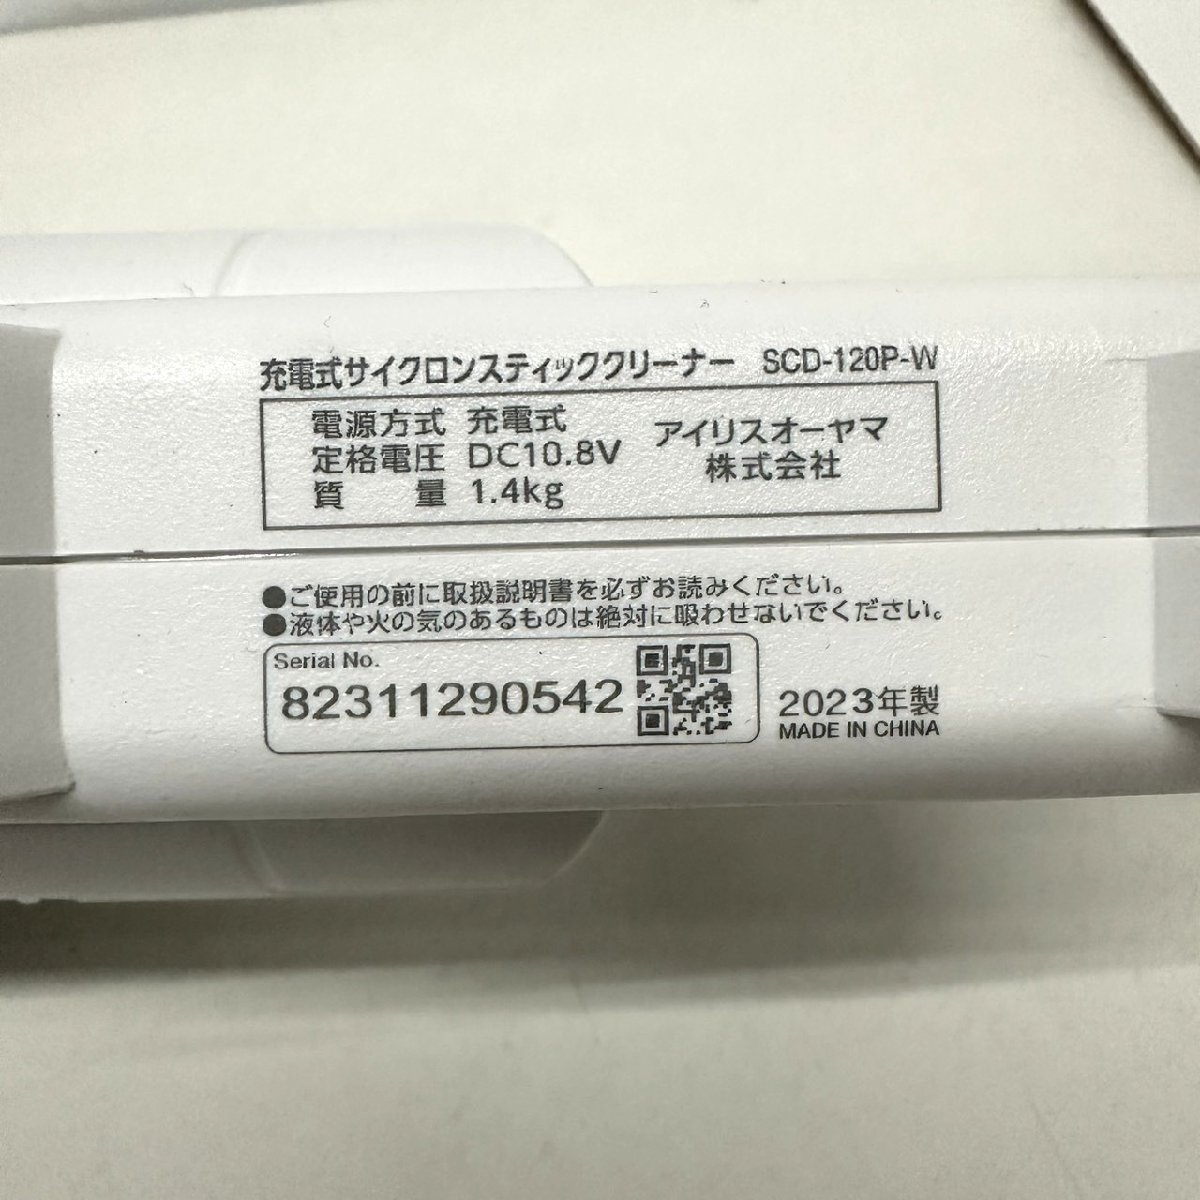 充電式サイクロンスティッククリーナー SCD-120P-W
電源方式 充電式
定格電圧 DC10.8V
質量 1.4kg
アイリスオーヤマ
株式会社
●ご使用の前に取扱説明書を必ずお読みください。
●液体や火の気のあるものは絶対に吸わせないでください。
Serial No.
82311290542
2023年製
MADE IN CHINA